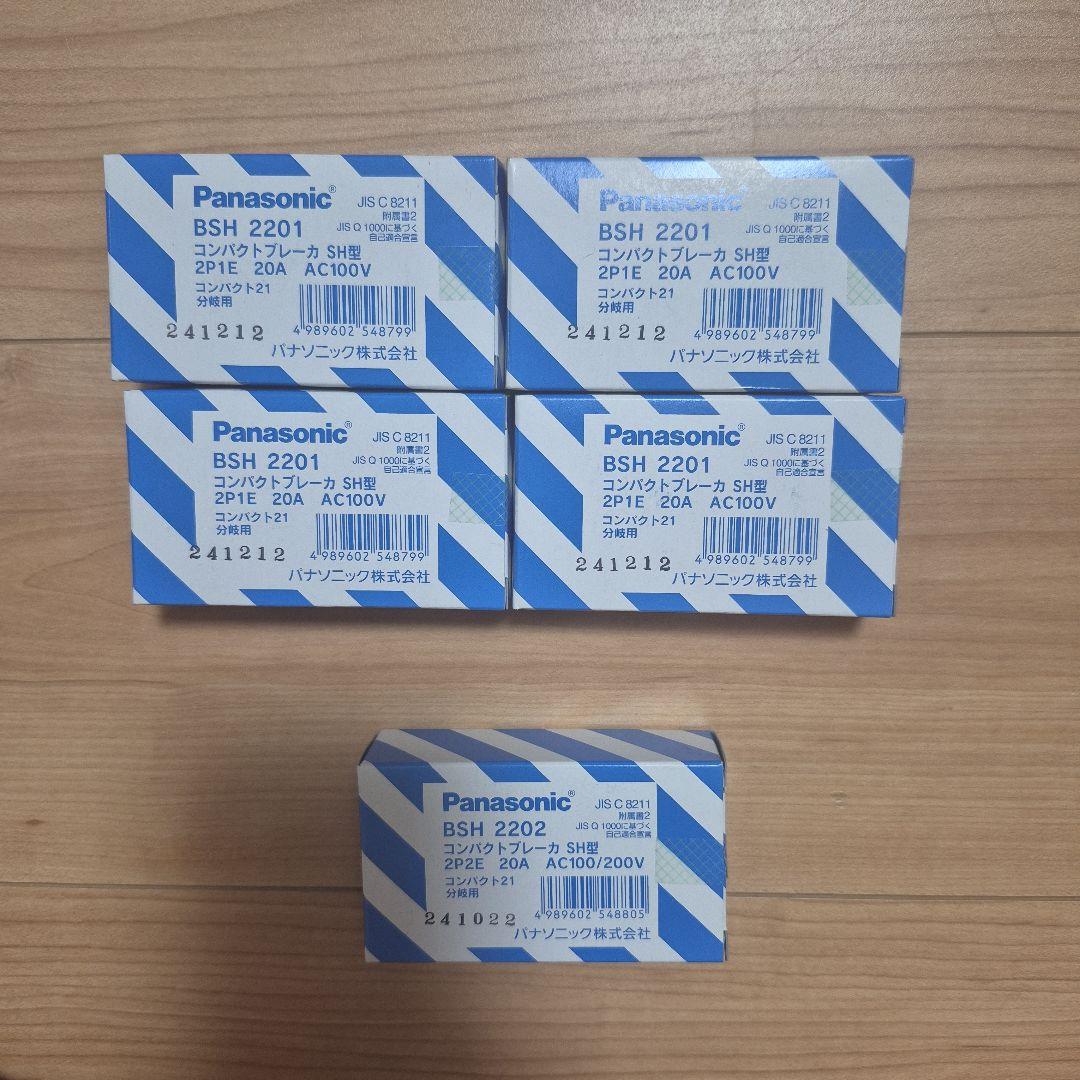 Panasonic®
JIS C 8211
附属書2
BSH 2201
JIS Q 1000に基づく
自己適合宣言
コンパクトブレーカ SH型
2P1E 20A AC100V
コンパクト21
分岐用
241212
4 989602 548799
パナソニック株式会社
Panasonic®
JIS C 8211
附属書2
BSH 2201
JIS Q 1000に基づく
自己適合宣言
コンパクトブレーカ SH型
2P1E 20A AC100V
コンパクト21
分岐用
241212
4 989602 548799
パナソニック株式会社
Panasonic®
JIS C 8211
附属書2
BSH 2201
JIS Q 1000に基づく
自己適合宣言
コンパクトブレーカ SH型
2P1E 20A AC100V
コンパクト21
分岐用
241212
4 989602 548799
パナソニック株式会社
Panasonic®
JIS C 8211
附属書2
BSH 2201
JIS Q 1000に基づく
自己適合宣言
コンパクトブレーカ SH型
2P1E 20A AC100V
コンパクト21
分岐用
241212
4 989602 548799
パナソニック株式会社
Panasonic®
JIS C 8211
附属書2
BSH 2202
JIS Q 1000に基づく
自己適合宣言
コンパクトブレーカ SH型
2P2E 20A AC100/200V
コンパクト21
分岐用
241022
4 989602 548805
パナソニック株式会社